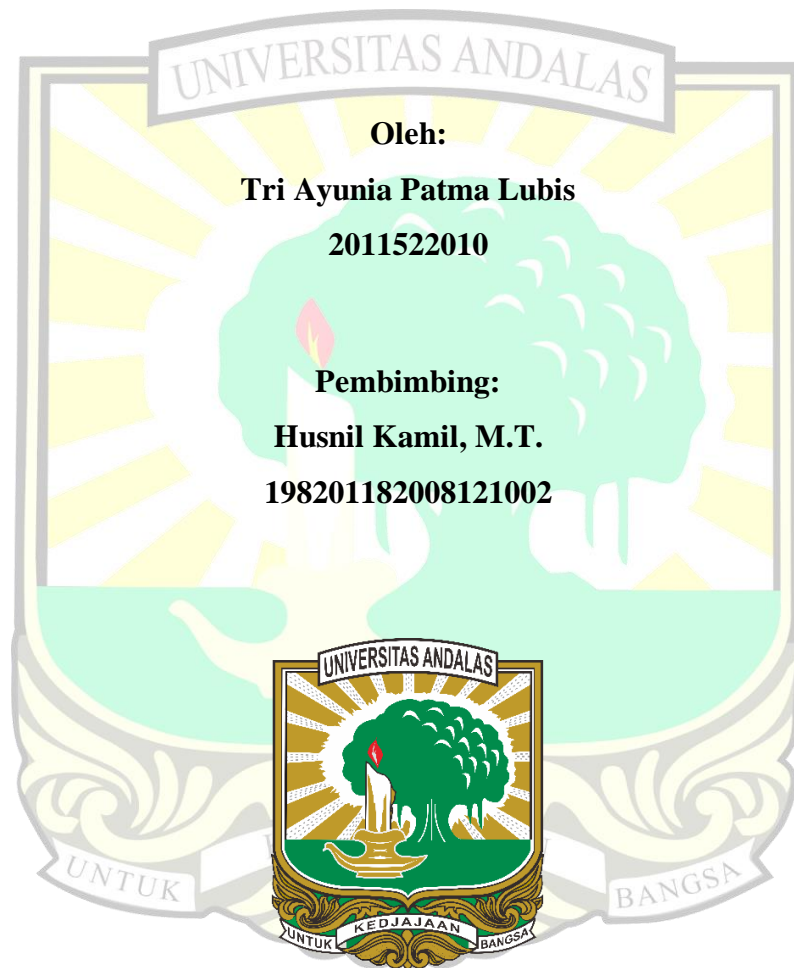 UNIVERSITAS ANDALAS
Oleh:
Tri Ayunia Patma Lubis
2011522010
Pembimbing:
Husnil Kamil, M.T.
198201182008121002
UNIVERSITAS ANDALAS
UNTUK
BANGSA
UNTUK KEDJAJAAN BANGSA